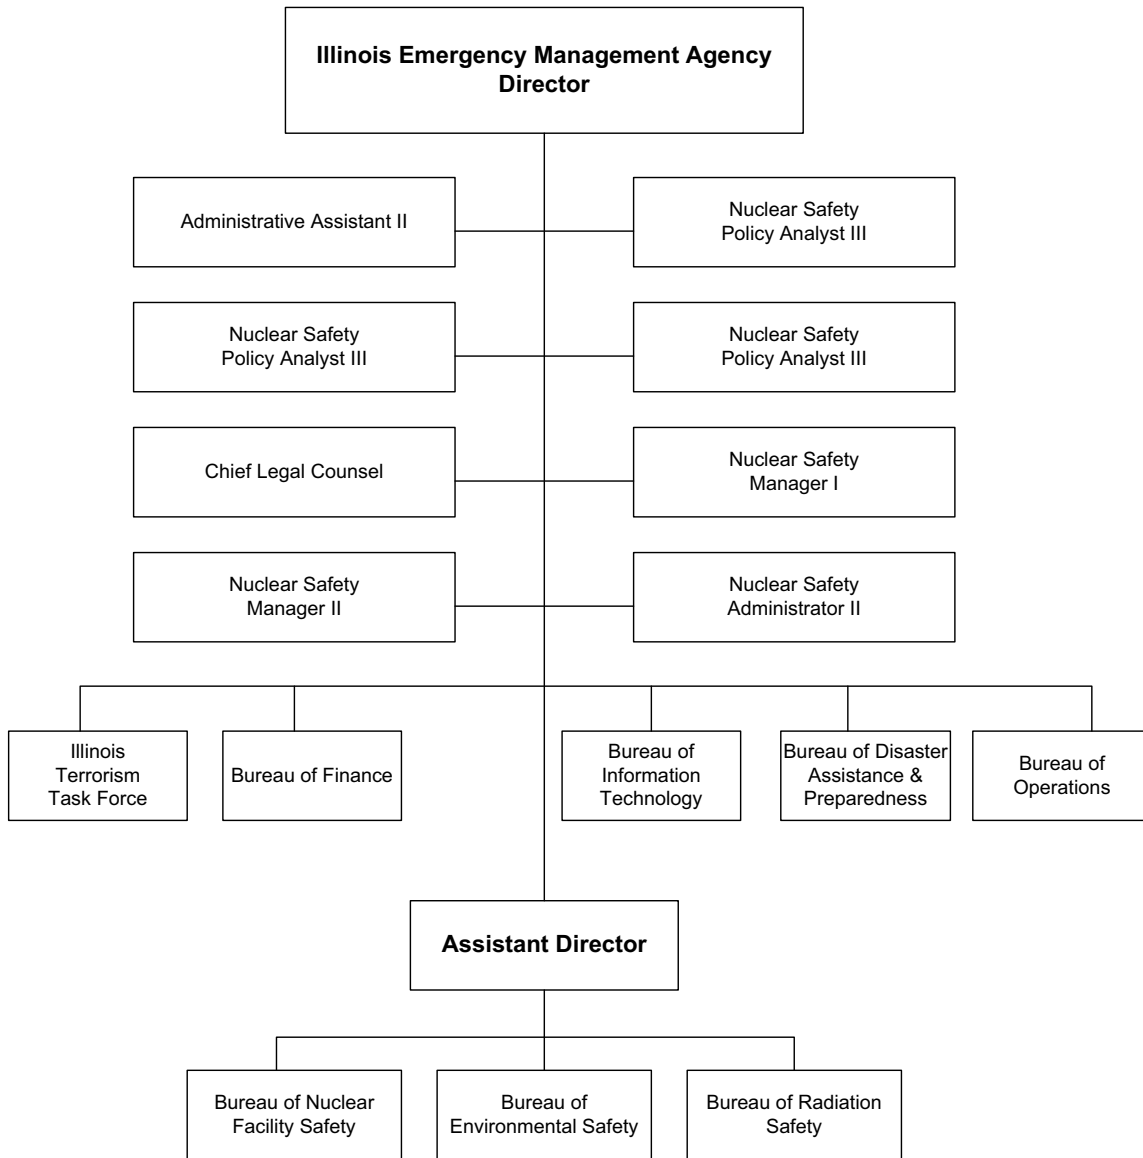 Illinois Emergency Management Agency
Director
Administrative Assistant II
Nuclear Safety
Policy Analyst III
Nuclear Safety
Policy Analyst III
Nuclear Safety
Policy Analyst III
Chief Legal Counsel
Nuclear Safety
Manager I
Nuclear Safety
Manager II
Nuclear Safety
Administrator II
Illinois
Terrorism
Task Force
Bureau of Finance
Bureau of
Information
Technology
Bureau of Disaster
Assistance &
Preparedness
Bureau of
Operations
Assistant Director
Bureau of Nuclear
Facility Safety
Bureau of
Environmental Safety
Bureau of Radiation
Safety